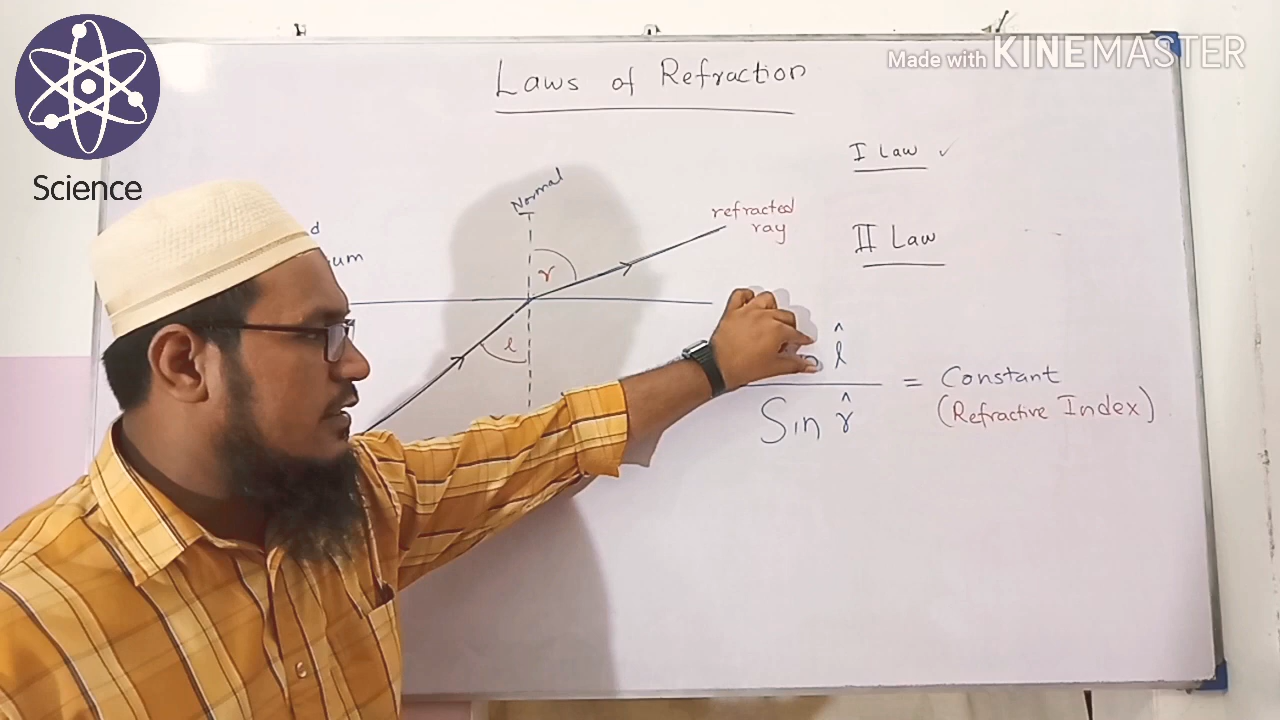 Science
Made with KINEMASTER
Laws of Refraction
I Law ✓
II Law
Normal
refracted
ray
r
i
î
Sin r̂
= Constant
(Refractive Index)